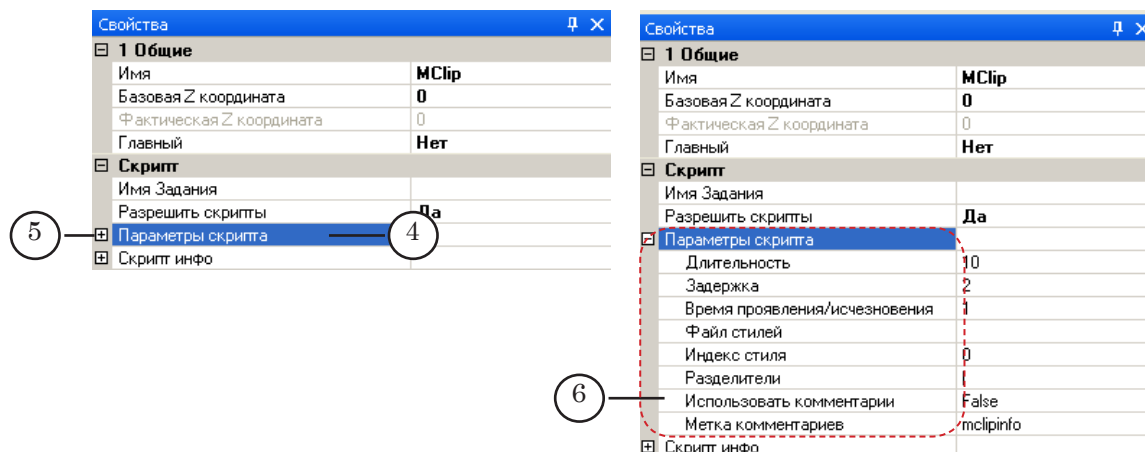 Свойства
1 Общие
Имя MClip
Базовая Z координата 0
Фактическая Z координата 0
Главный Нет
Скрипт
Имя Задания
Разрешить скрипты Да
5 Параметры скрипта 4
Скрипт инфо
Свойства
1 Общие
Имя MClip
Базовая Z координата 0
Фактическая Z координата 0
Главный Нет
Скрипт
Имя Задания
Разрешить скрипты Да
Параметры скрипта
Длительность 10
Задержка 2
Время проявления/исчезновения 1
Файл стилей
Индекс стиля 0
Разделители
6 Использовать комментарии False
Метка комментариев mclipinfo
Скрипт инфо